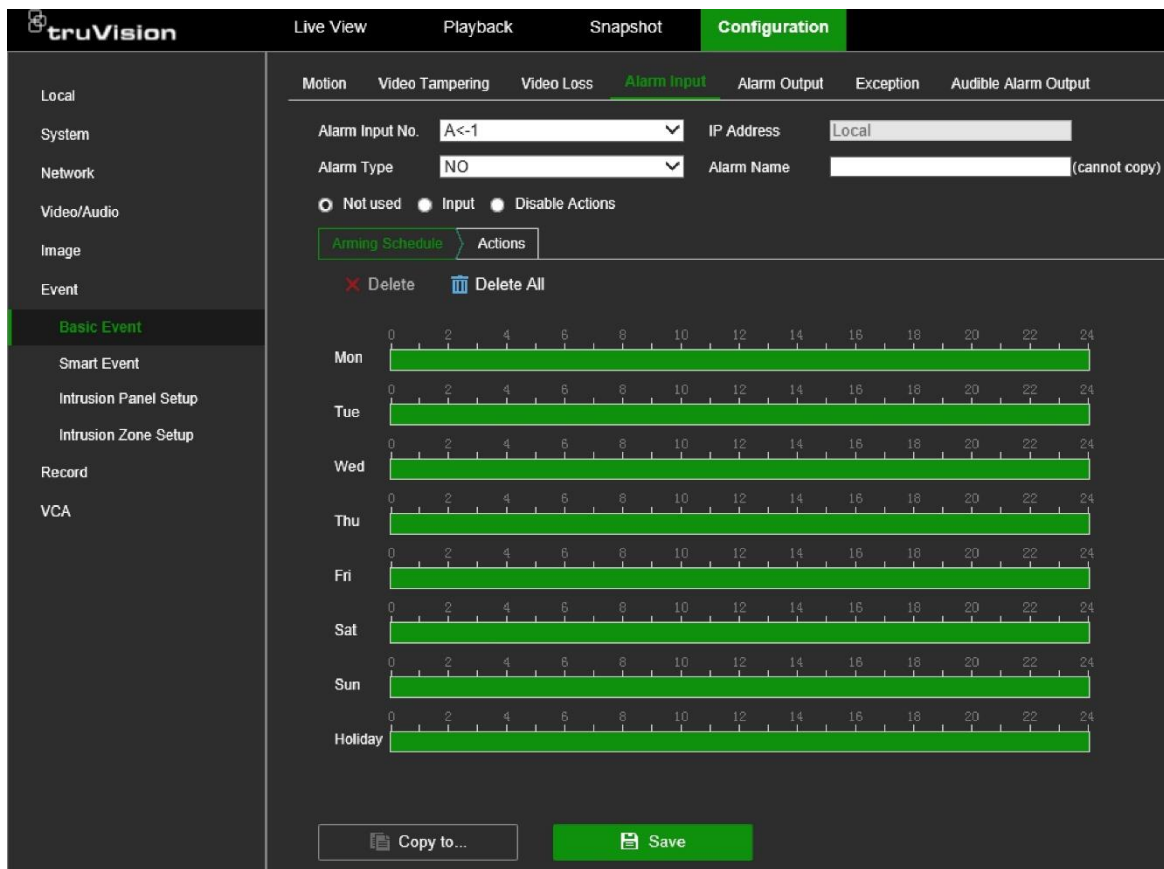 truVision
Live View Playback Snapshot Configuration
Local
System
Network
Video/Audio
Image
Event
Basic Event
Smart Event
Intrusion Panel Setup
Intrusion Zone Setup
Record
VCA
Motion Video Tampering Video Loss Alarm Input Alarm Output Exception Audible Alarm Output
Alarm Input No. A<-1 IP Address Local
Alarm Type NO Alarm Name (cannot copy)
Not used Input Disable Actions
Arming Schedule Actions
Delete Delete All
0 2 4 6 8 10 12 14 16 18 20 22 24
Mon
0 2 4 6 8 10 12 14 16 18 20 22 24
Tue
0 2 4 6 8 10 12 14 16 18 20 22 24
Wed
0 2 4 6 8 10 12 14 16 18 20 22 24
Thu
0 2 4 6 8 10 12 14 16 18 20 22 24
Fri
0 2 4 6 8 10 12 14 16 18 20 22 24
Sat
0 2 4 6 8 10 12 14 16 18 20 22 24
Sun
0 2 4 6 8 10 12 14 16 18 20 22 24
Holiday
Copy to... Save